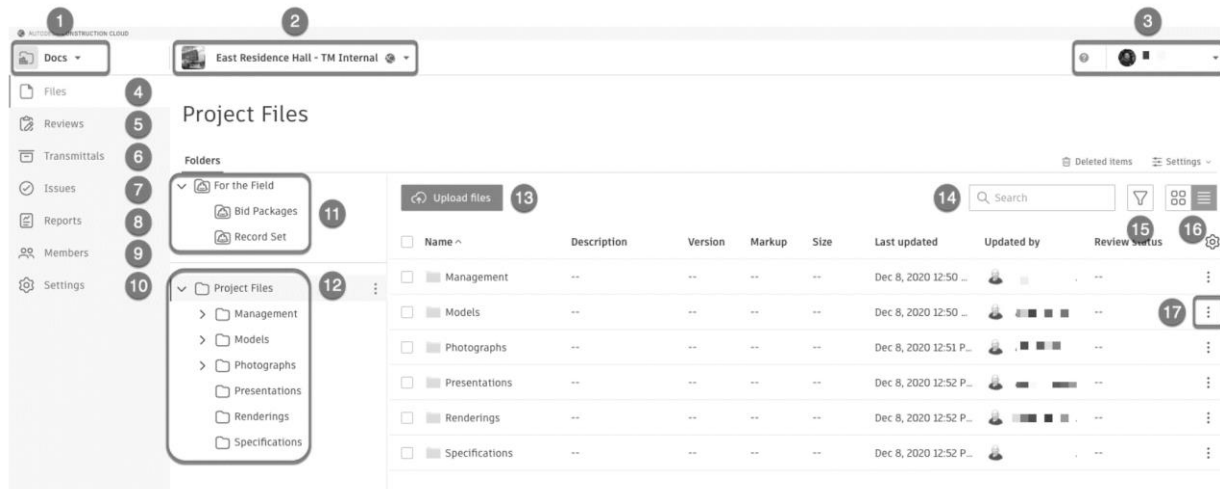 1 2 3
AUTODESK CONSTRUCTION CLOUD
Docs East Residence Hall - TM Internal
Files 4
Reviews 5
Transmittals 6
Issues 7
Reports 8
Members 9
Settings 10
Project Files
Folders
Deleted items Settings
For the Field
Bid Packages 11
Record Set
Project Files 12
Management
Models
Photographs
Presentations
Renderings
Specifications
Upload files 13 14 Search
15 16
Name Description Version Markup Size Last updated Updated by Review status
Management -- -- -- -- Dec 8, 2020 12:50 ... --
Models -- -- -- -- Dec 8, 2020 12:50 ... -- 17
Photographs -- -- -- -- Dec 8, 2020 12:51 P... --
Presentations -- -- -- -- Dec 8, 2020 12:52 P... --
Renderings -- -- -- -- Dec 8, 2020 12:52 P... --
Specifications -- -- -- -- Dec 8, 2020 12:52 P... --